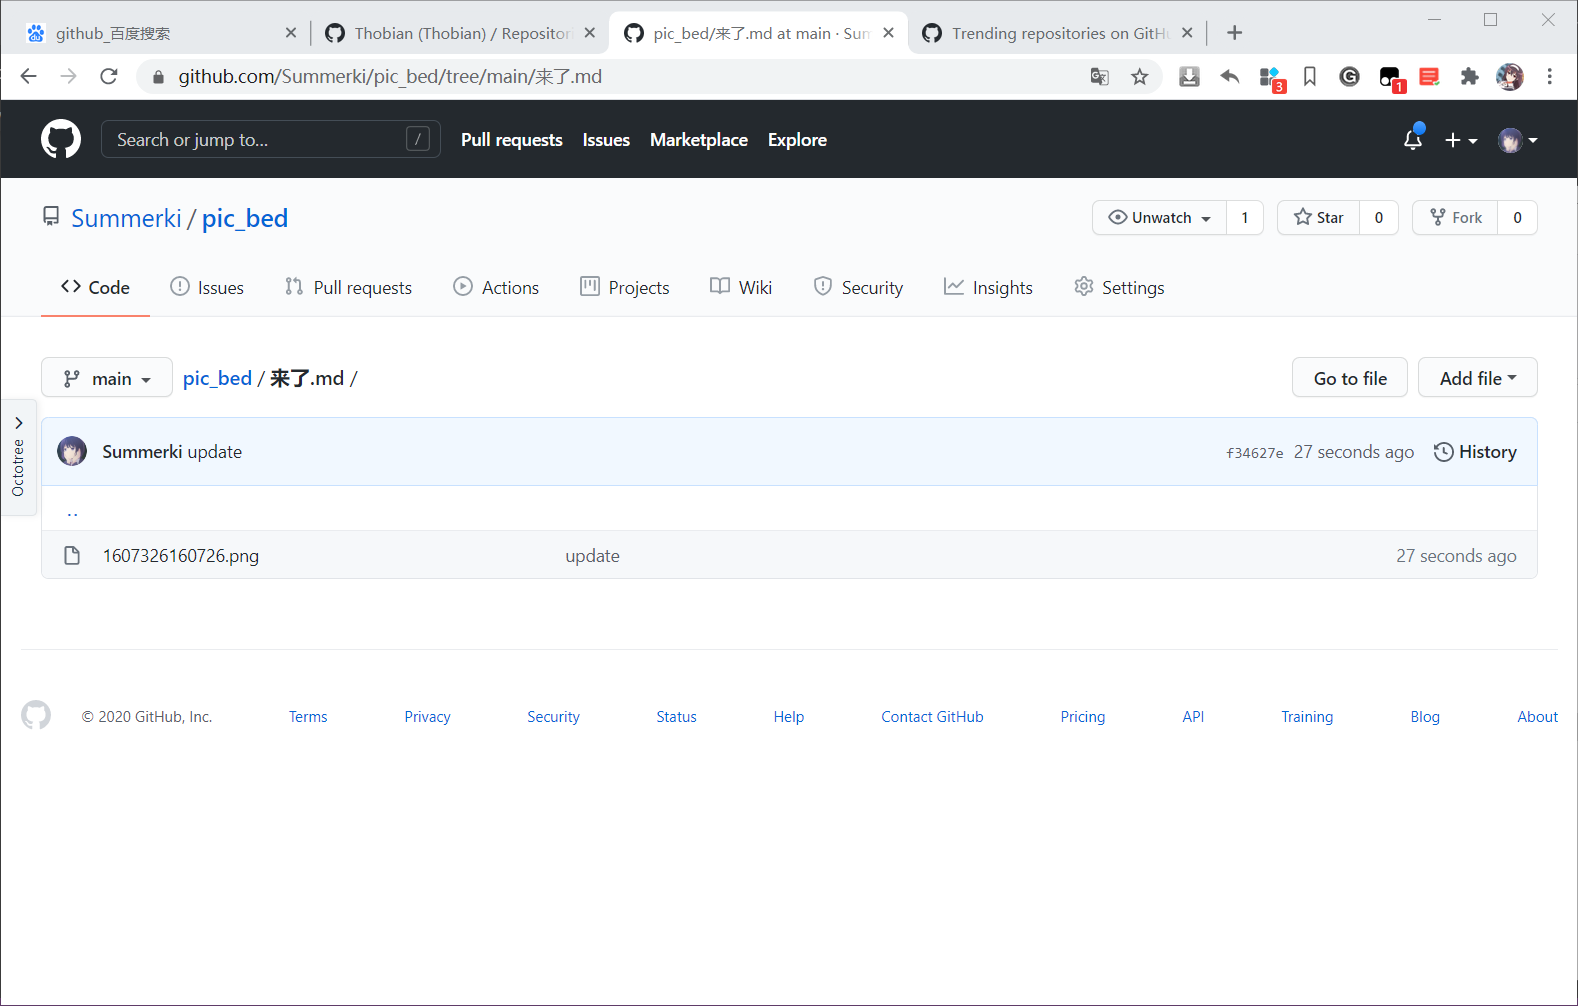 github_百度搜索
Thobian (Thobian) / Repositori
pic_bed/来了.md at main · Sum
Trending repositories on GitHu
github.com/Summerki/pic_bed/tree/main/来了.md
3
1
Search or jump to...
/
Pull requests
Issues
Marketplace
Explore
Summerki / pic_bed
Unwatch 1
Star 0
Fork 0
Code
Issues
Pull requests
Actions
Projects
Wiki
Security
Insights
Settings
main
pic_bed / 来了.md /
Go to file
Add file
Octotree
Summerki update
f34627e 27 seconds ago
History
..
1607326160726.png
update
27 seconds ago
© 2020 GitHub, Inc.
Terms
Privacy
Security
Status
Help
Contact GitHub
Pricing
API
Training
Blog
About